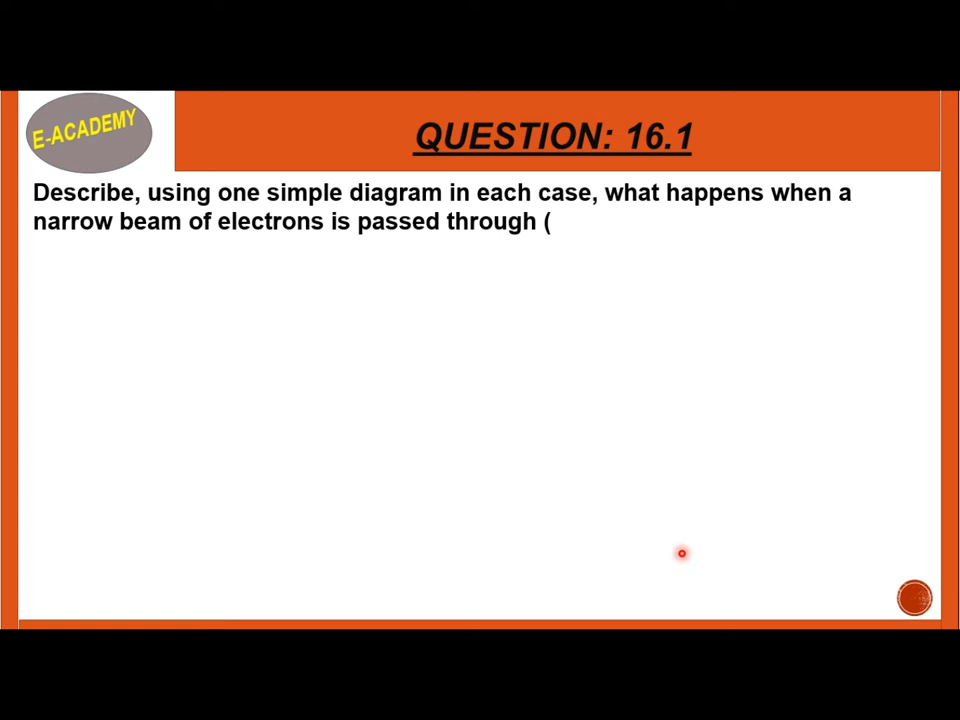 E-ACADEMY
QUESTION: 16.1
Describe, using one simple diagram in each case, what happens when a
narrow beam of electrons is passed through (